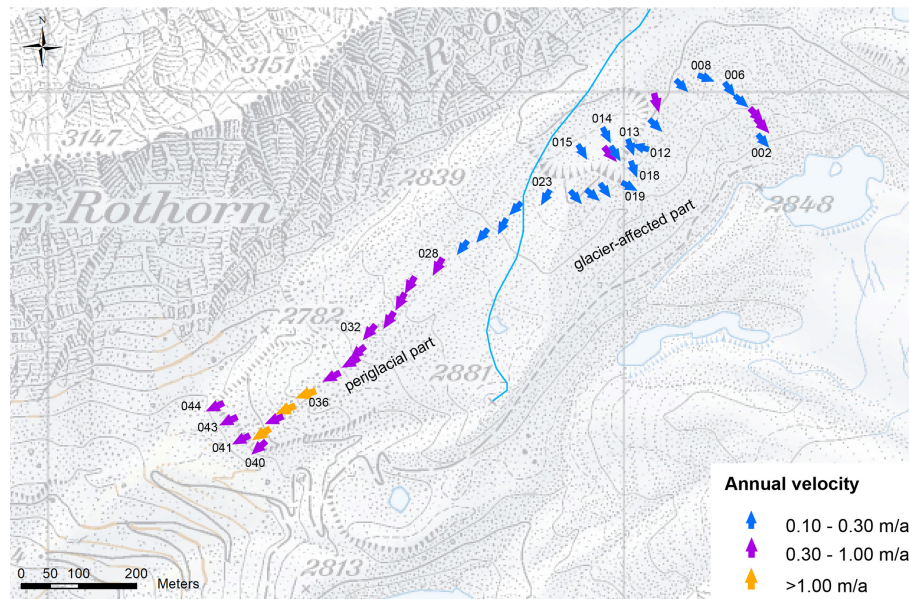 N
3151
R
3147
er Rothorn
2839
2848
2782
2881
2813
4
008
006
014
013
015
012
002
018
023
019
glacier-affected part
028
032
periglacial part
036
044
043
041
040
Annual velocity
0.10 - 0.30 m/a
0.30 - 1.00 m/a
>1.00 m/a
0 50 100 200
Meters